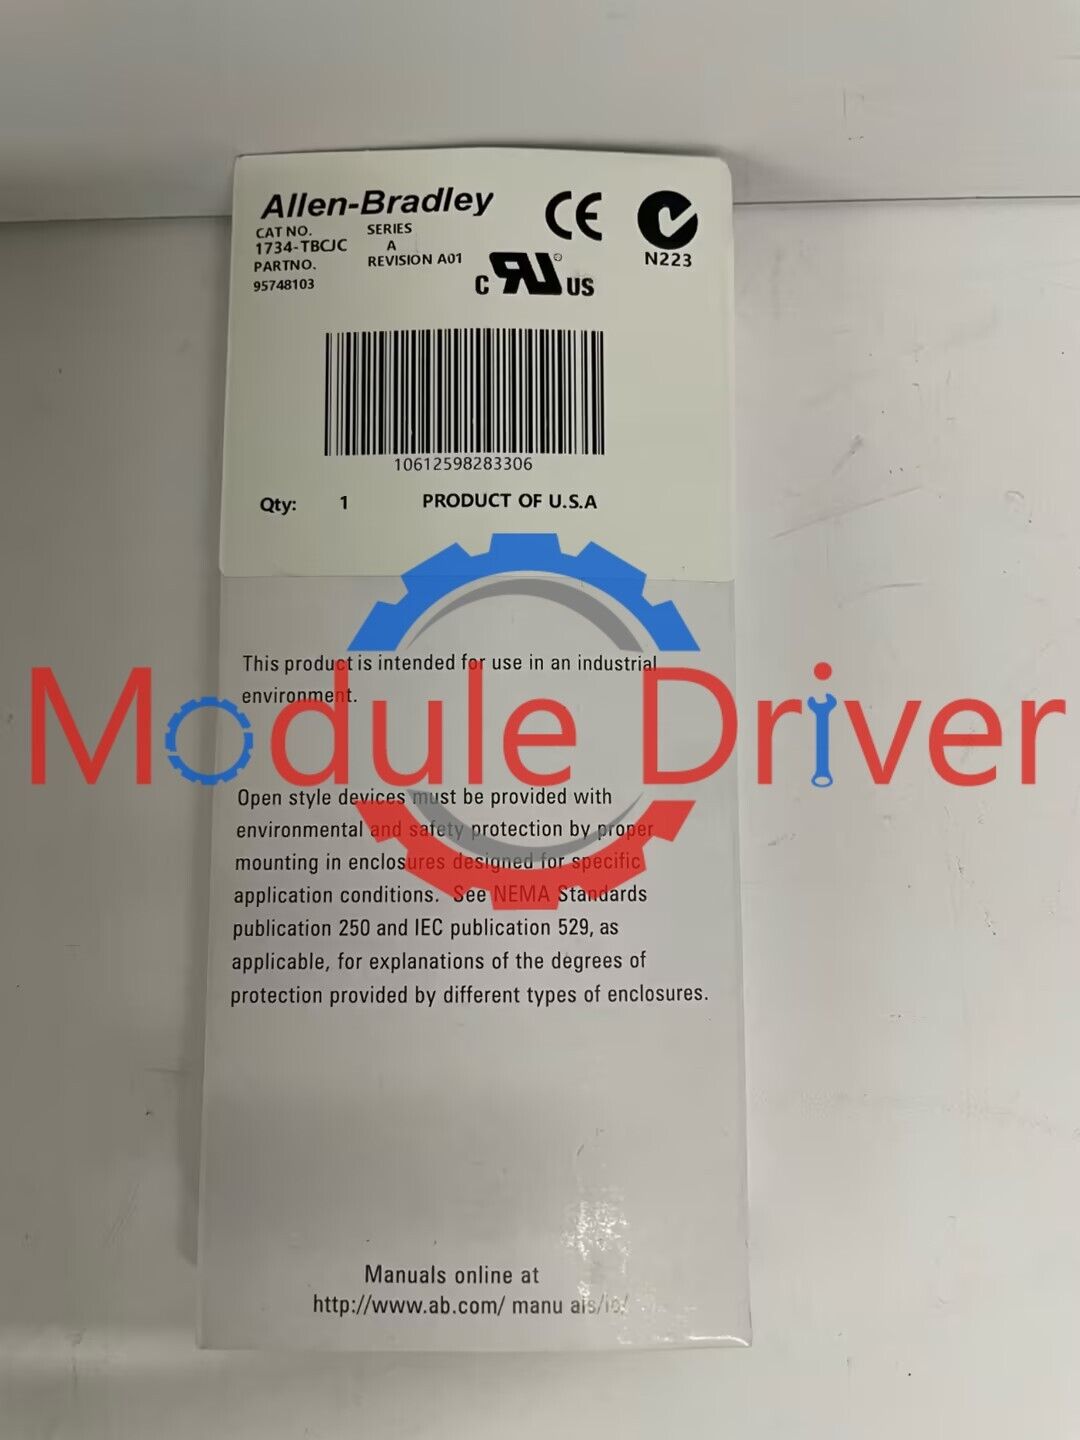 Allen-Bradley
CAT NO.
1734-TBCJC
PARTNO.
95748103
SERIES
A
REVISION A01
CE
N223
C UR US
10612598283306
Qty: 1 PRODUCT OF U.S.A
This product is intended for use in an industrial
environment.
Module Driver
Open style devices must be provided with
environmental and safety protection by proper
mounting in enclosures designed for specific
application conditions. See NEMA Standards
publication 250 and IEC publication 529, as
applicable, for explanations of the degrees of
protection provided by different types of enclosures.
Manuals online at
http://www.ab.com/ manu als/io/